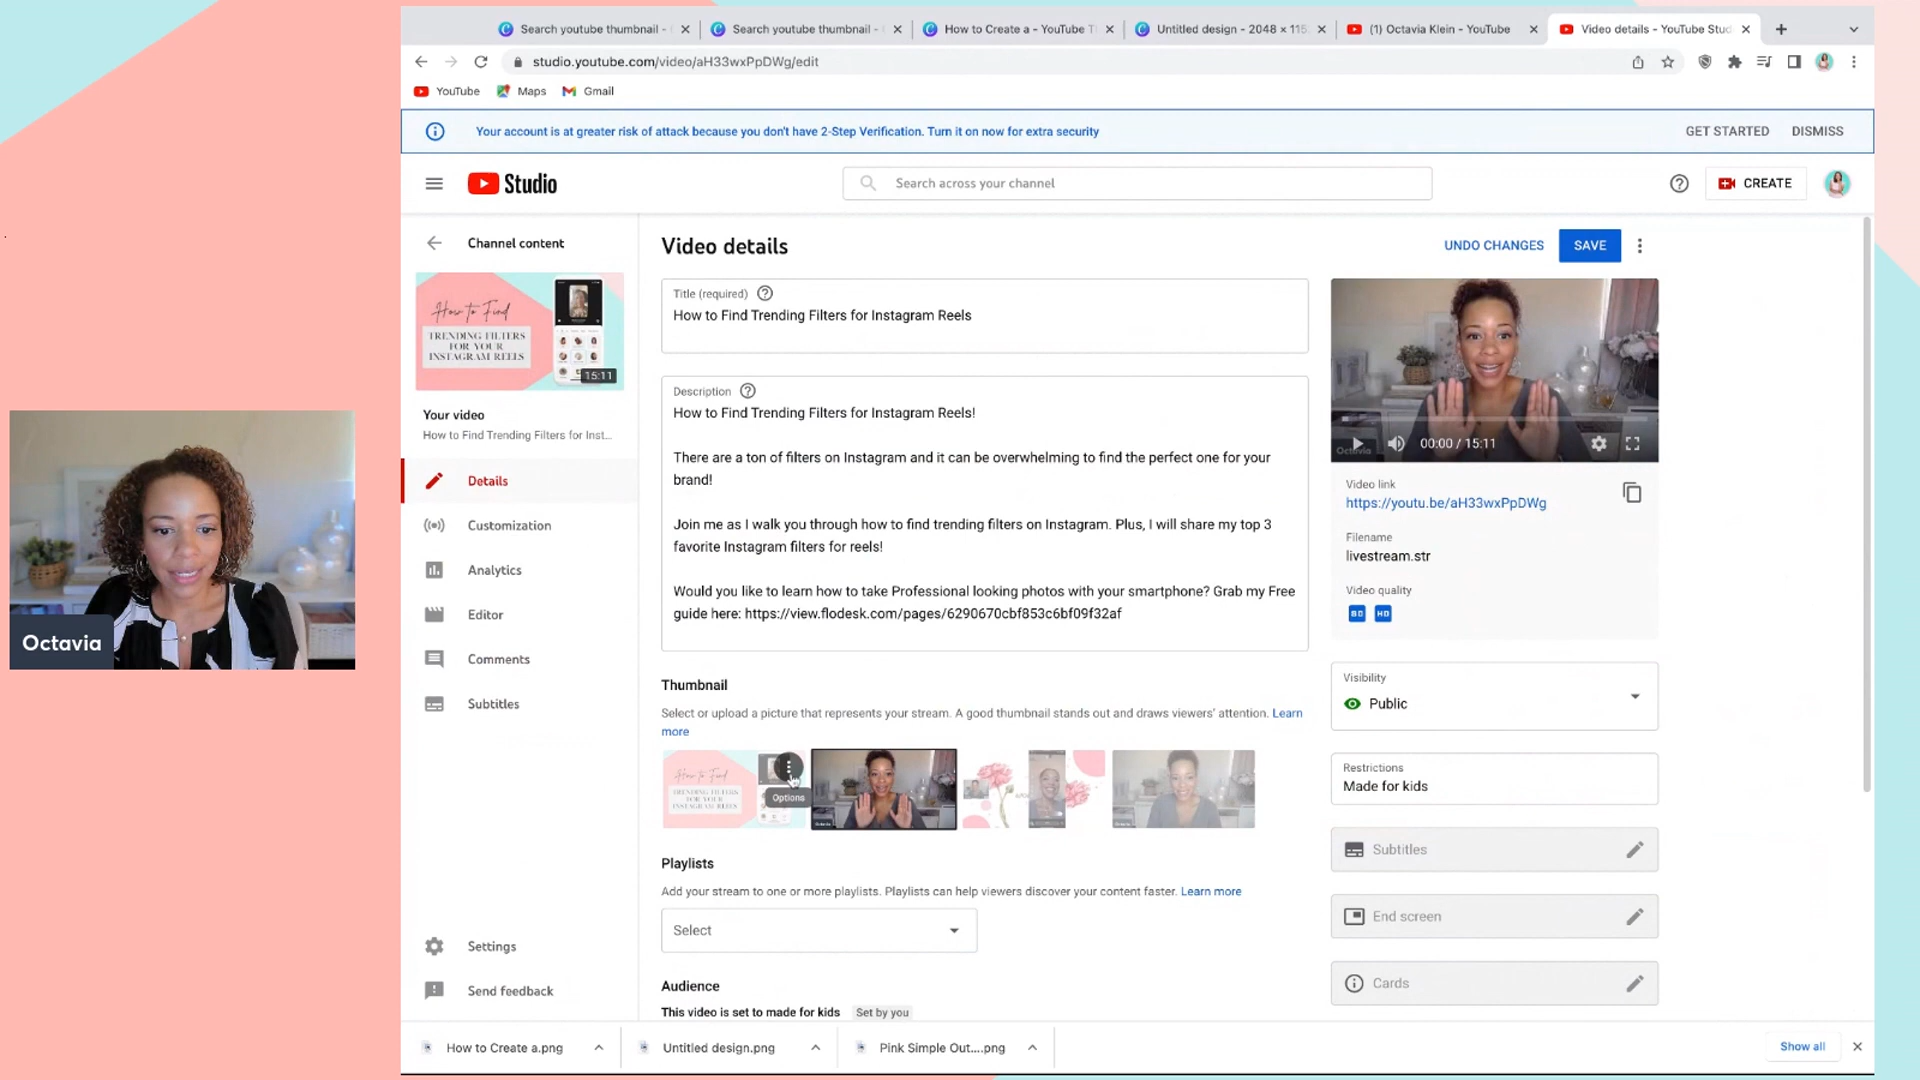 Search youtube thumbnail -
Search youtube thumbnail -
How to Create a - YouTube T
Untitled design - 2048 × 115
(1) Octavia Klein - YouTube
Video details - YouTube Stud
studio.youtube.com/video/aH33wxPpDWg/edit
YouTube
Maps
Gmail
Your account is at greater risk of attack because you don't have 2-Step Verification. Turn it on now for extra security
GET STARTED
DISMISS
Studio
Search across your channel
CREATE
Channel content
How to Find
TRENDING FILTERS
FOR YOUR
INSTAGRAM REELS
15:11
Your video
How to Find Trending Filters for Inst...
Details
Customization
Analytics
Editor
Comments
Subtitles
Settings
Send feedback
Octavia
Video details
UNDO CHANGES
SAVE
Title (required)
How to Find Trending Filters for Instagram Reels
Description
How to Find Trending Filters for Instagram Reels!
There are a ton of filters on Instagram and it can be overwhelming to find the perfect one for your
brand!
Join me as I walk you through how to find trending filters on Instagram. Plus, I will share my top 3
favorite Instagram filters for reels!
Would you like to learn how to take Professional looking photos with your smartphone? Grab my Free
guide here: https://view.flodesk.com/pages/6290670cbf853c6bf09f32af
Thumbnail
Select or upload a picture that represents your stream. A good thumbnail stands out and draws viewers' attention. Learn
more
How to Find
TRENDING FILTERS
FOR YOUR
INSTAGRAM REELS
Options
Playlists
Add your stream to one or more playlists. Playlists can help viewers discover your content faster. Learn more
Select
Audience
This video is set to made for kids
Set by you
Octavia
00:00 / 15:11
Video link
https://youtu.be/aH33wxPpDWg
Filename
livestream.str
Video quality
SD
HD
Visibility
Public
Restrictions
Made for kids
Subtitles
End screen
Cards
How to Create a.png
Untitled design.png
Pink Simple Out....png
Show all